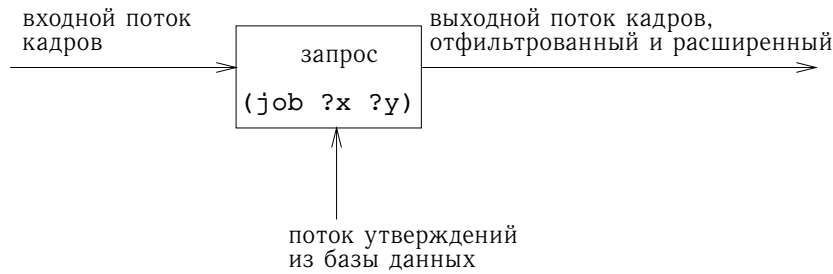 входной поток
кадров
выходной поток кадров,
отфильтрованный и расширенный
запрос
(job ?x ?y)
поток утверждений
из базы данных